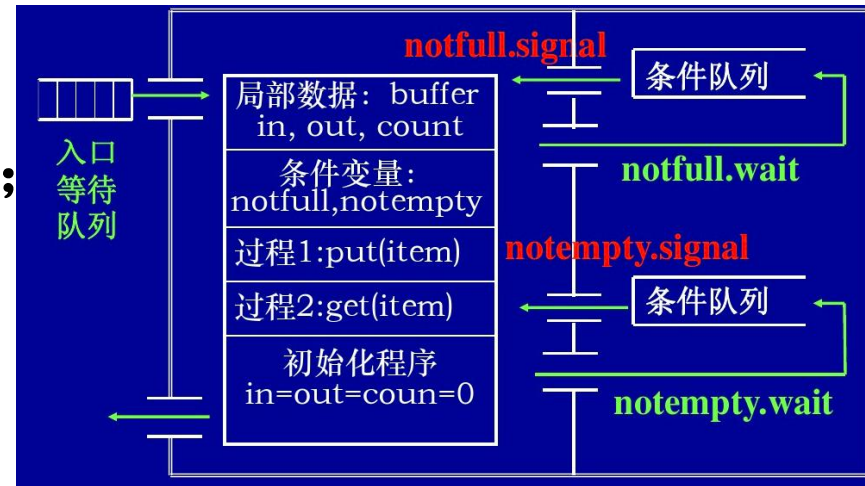 ;
notfull.signal
条件队列
notfull.wait
入口
等待
队列
局部数据：buffer
in, out, count
条件变量：
notfull,notempty
过程1:put(item)
过程2:get(item)
初始化程序
in=out=coun=0
notempty.signal
条件队列
notempty.wait